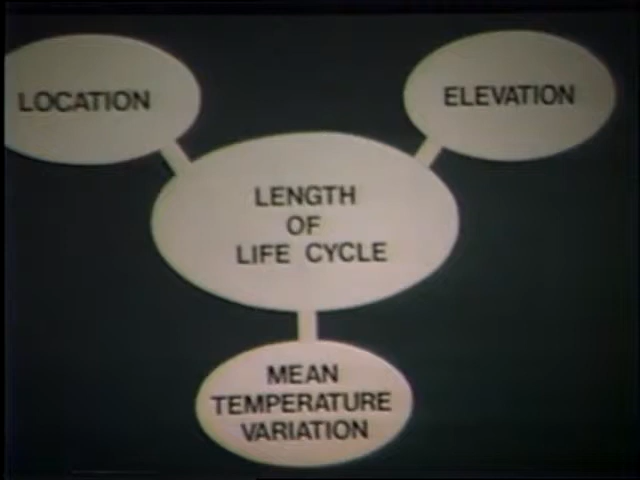 LOCATION
ELEVATION
LENGTH
OF
LIFE CYCLE
MEAN
TEMPERATURE
VARIATION